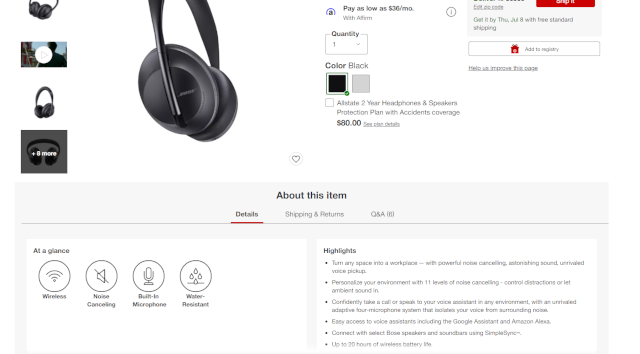 Pay as low as $36/mo.
With Affirm
Edit zip code
Ship it
Get it by Thu, Jul 8 with free standard
shipping
Quantity
1
Add to registry
Help us improve this page
Color Black
BOSE
Allstate 2 Year Headphones & Speakers
Protection Plan with Accidents coverage
$80.00 See plan details
+ 8 more
About this item
Details
Shipping & Returns
Q&A (6)
At a glance
Wireless
Noise
Canceling
Built-In
Microphone
Water-
Resistant
Highlights
Turn any space into a workplace — with powerful noise cancelling, astonishing sound, unrivaled
voice pickup.
Personalize your environment with 11 levels of noise cancelling - control distractions or let
ambient sound in.
Confidently take a call or speak to your voice assistant in any environment, with an unrivaled
adaptive four-microphone system that isolates your voice from surrounding noise.
Easy access to voice assistants including the Google Assistant and Amazon Alexa.
Connect with select Bose speakers and soundbars using SimpleSync™.
Up to 20 hours of wireless battery life